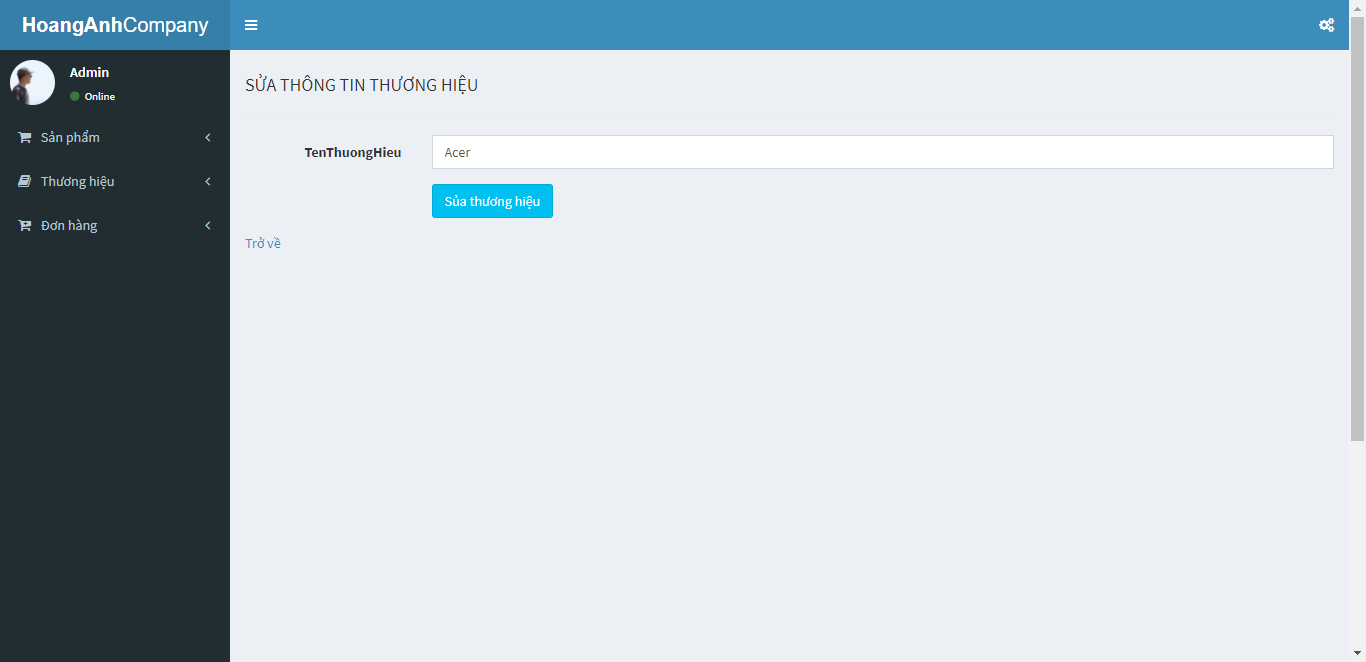 HoangAnhCompany
Admin
Online
Sản phẩm
Thương hiệu
Đơn hàng
SỬA THÔNG TIN THƯƠNG HIỆU
TenThuongHieu
Acer
Sủa thương hiệu
Trở về